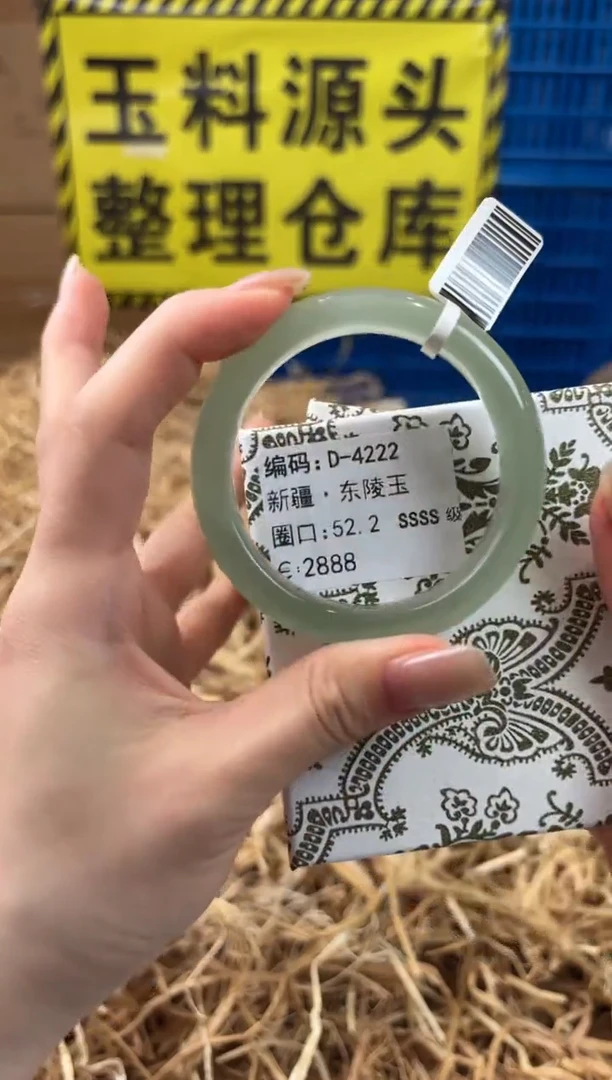 玉料源头
整理仓库
编码:D-4222
新疆·东陵玉
圈口:52.2 SSSS级
€:2888